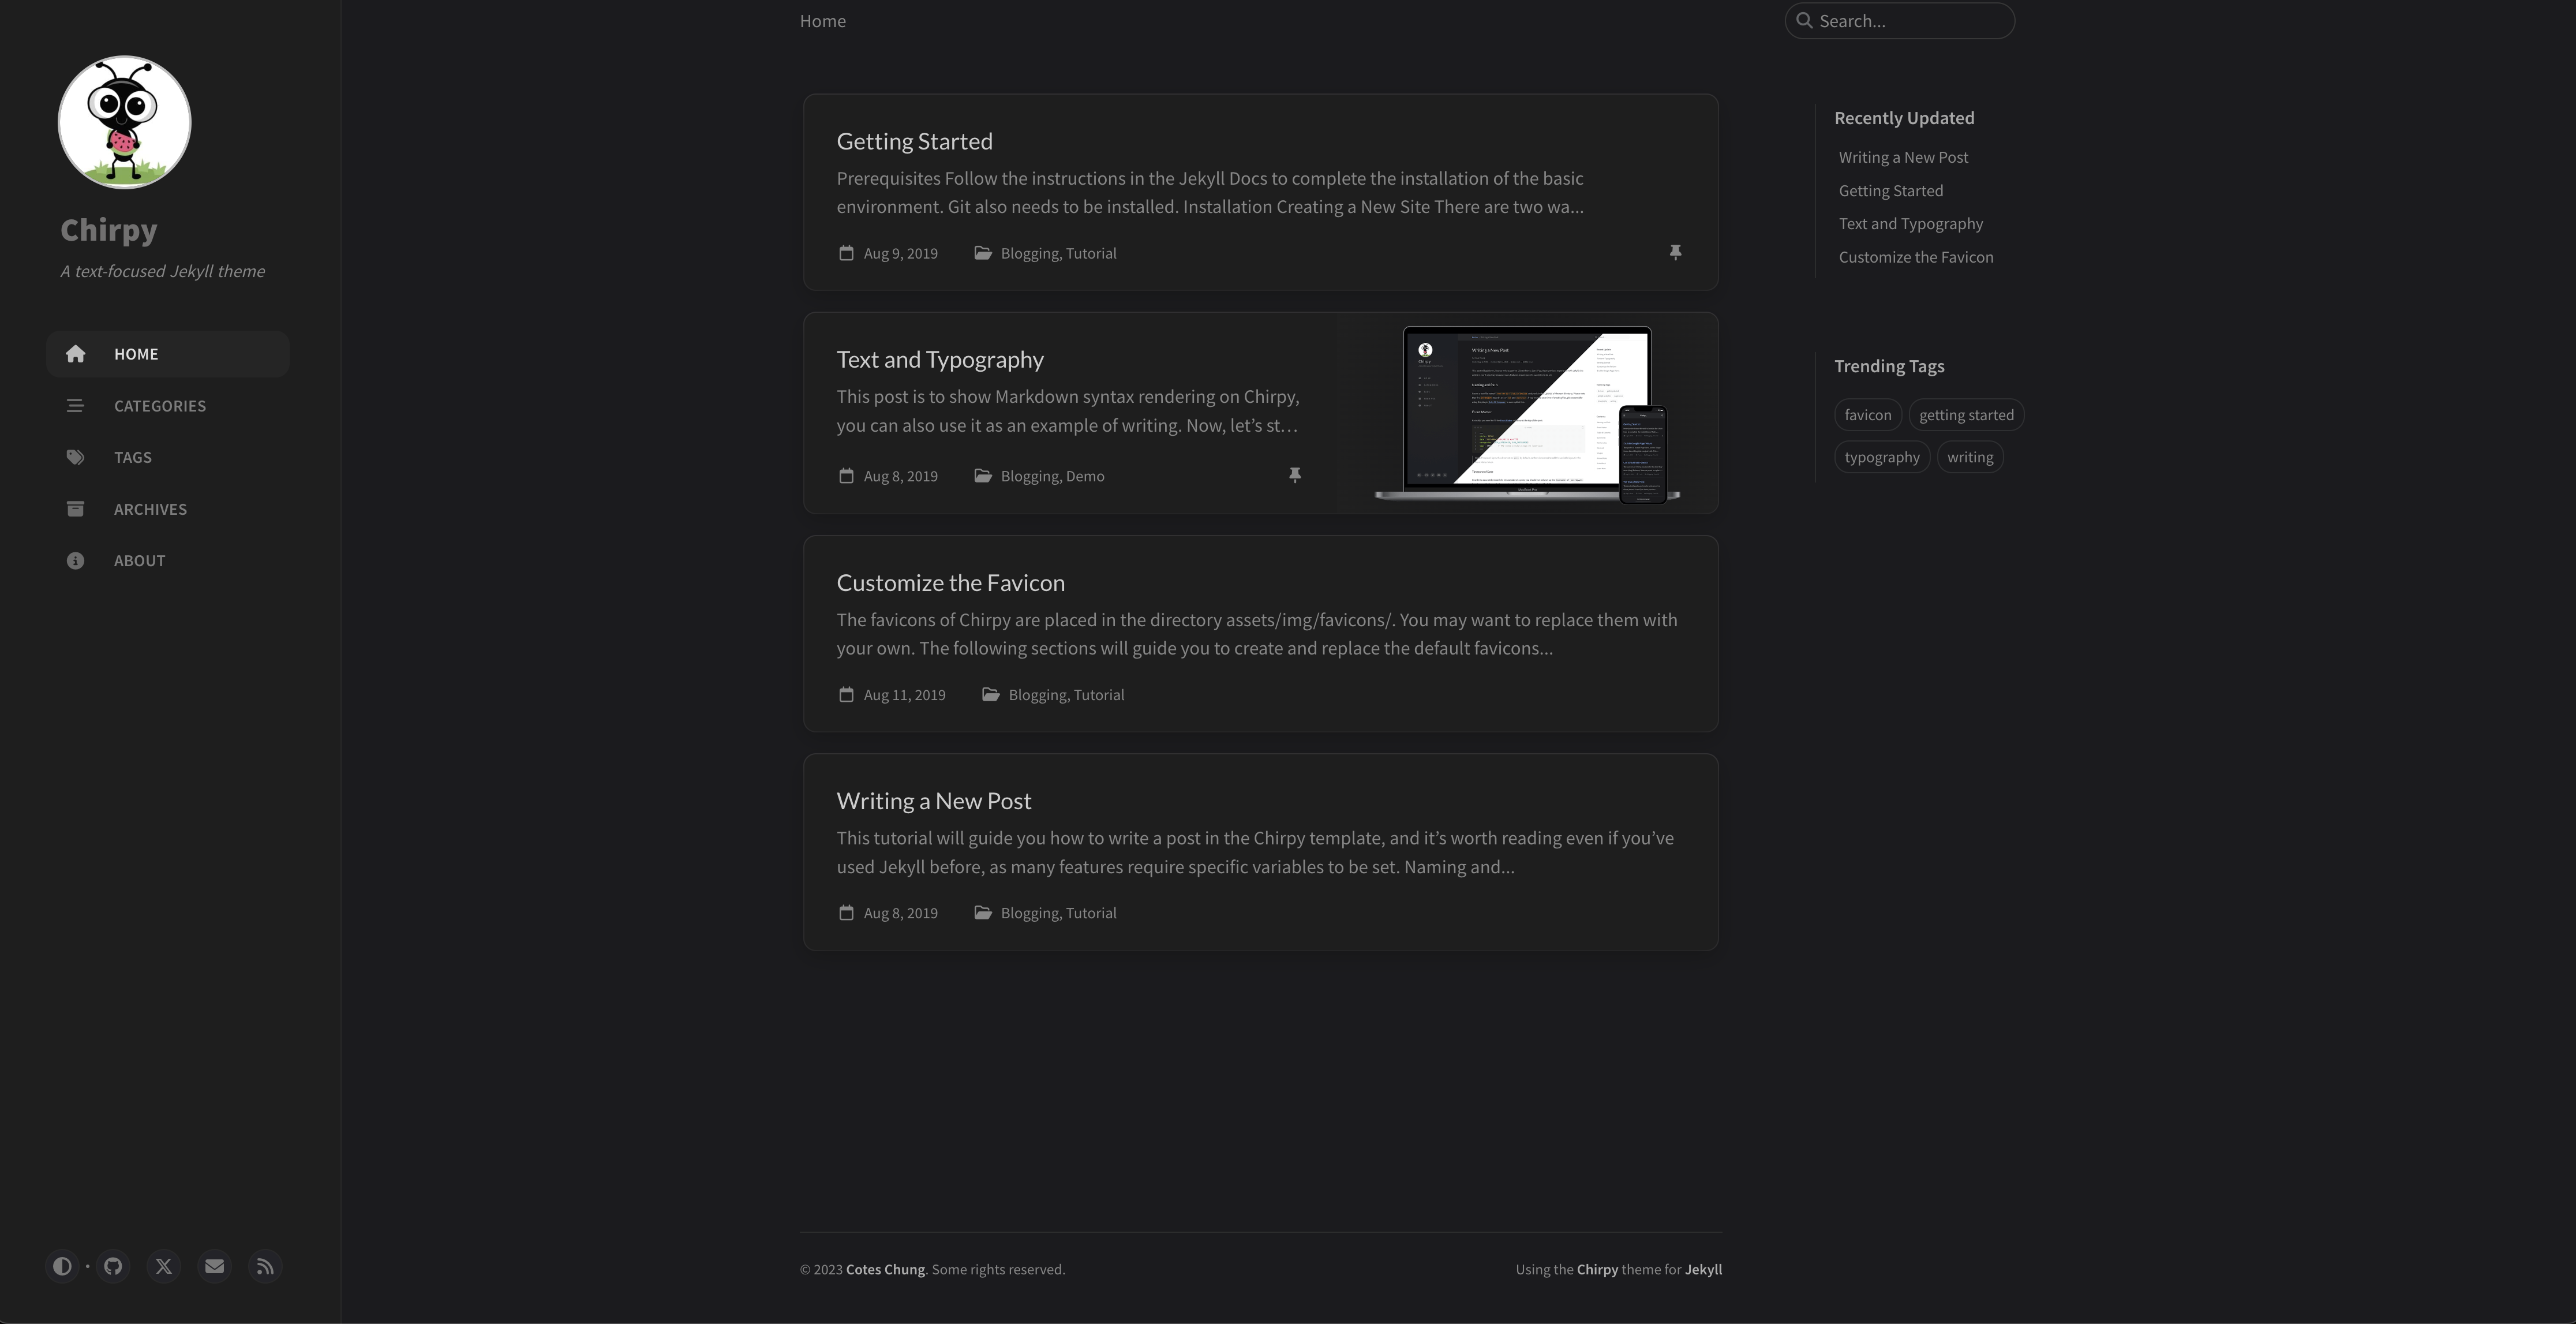 Chirpy
A text-focused Jekyll theme
HOME
CATEGORIES
TAGS
ARCHIVES
ABOUT
Home
Search...
Getting Started
Prerequisites Follow the instructions in the Jekyll Docs to complete the installation of the basic
environment. Git also needs to be installed. Installation Creating a New Site There are two wa...
Aug 9, 2019 Blogging, Tutorial
Text and Typography
This post is to show Markdown syntax rendering on Chirpy,
you can also use it as an example of writing. Now, let’s st…
Aug 8, 2019 Blogging, Demo
Writing a New Post
Customize the Favicon
The favicons of Chirpy are placed in the directory assets/img/favicons/. You may want to replace them with
your own. The following sections will guide you to create and replace the default favicons...
Aug 11, 2019 Blogging, Tutorial
Writing a New Post
This tutorial will guide you how to write a post in the Chirpy template, and it’s worth reading even if you’ve
used Jekyll before, as many features require specific variables to be set. Naming and...
Aug 8, 2019 Blogging, Tutorial
Recently Updated
Writing a New Post
Getting Started
Text and Typography
Customize the Favicon
Trending Tags
favicon getting started
typography writing
© 2023 Cotes Chung. Some rights reserved.
Using the Chirpy theme for Jekyll